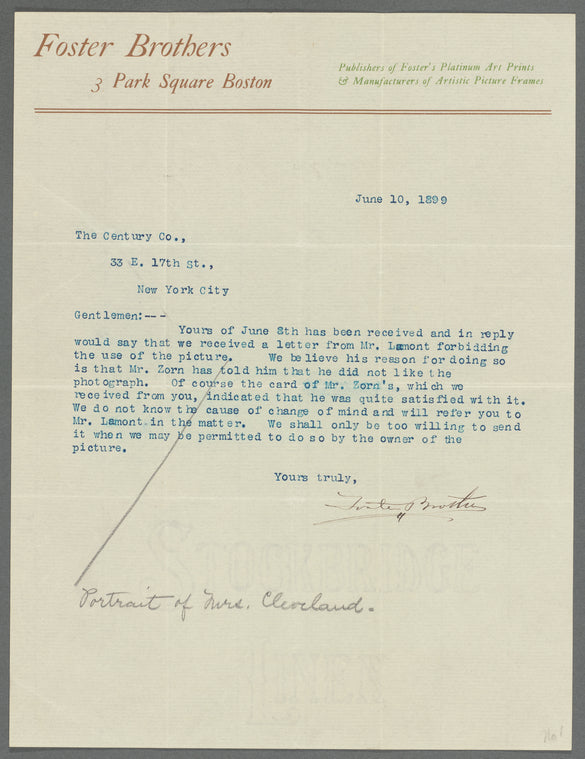 Foster Brothers
3 Park Square Boston
Publishers of Foster's Platinum Art Prints
& Manufacturers of Artistic Picture Frames
June 10, 1899
The Century Co.,
33 E. 17th St.,
New York City
Gentlemen:---
Yours of June 8th has been received and in reply
would say that we received a letter from Mr. Lamont forbidding
the use of the picture. We believe his reason for doing so
is that Mr. Zorn has told him that he did not like the
photograph. Of course the card of Mr. Zorn's, which we
received from you, indicated that he was quite satisfied with it.
We do not know the cause of change of mind and will refer you to
Mr. Lamont in the matter. We shall only be too willing to send
it when we may be permitted to do so by the owner of the
picture.
Yours truly,
Foster Brothers
Portrait of Mrs. Cleveland.